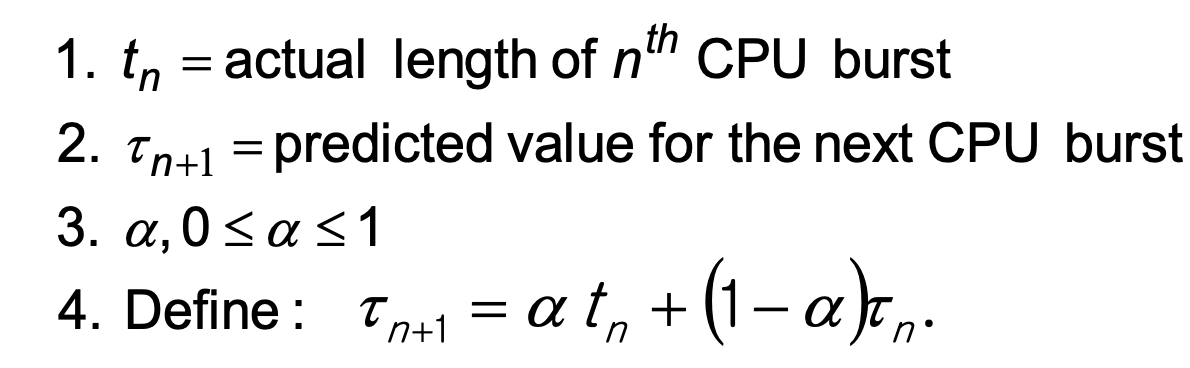 1. tₙ = actual length of nᵗʰ CPU burst
2. τₙ₊₁ = predicted value for the next CPU burst
3. α, 0 ≤ α ≤ 1
4. Define : τₙ₊₁ = α tₙ + (1 − α)τₙ.